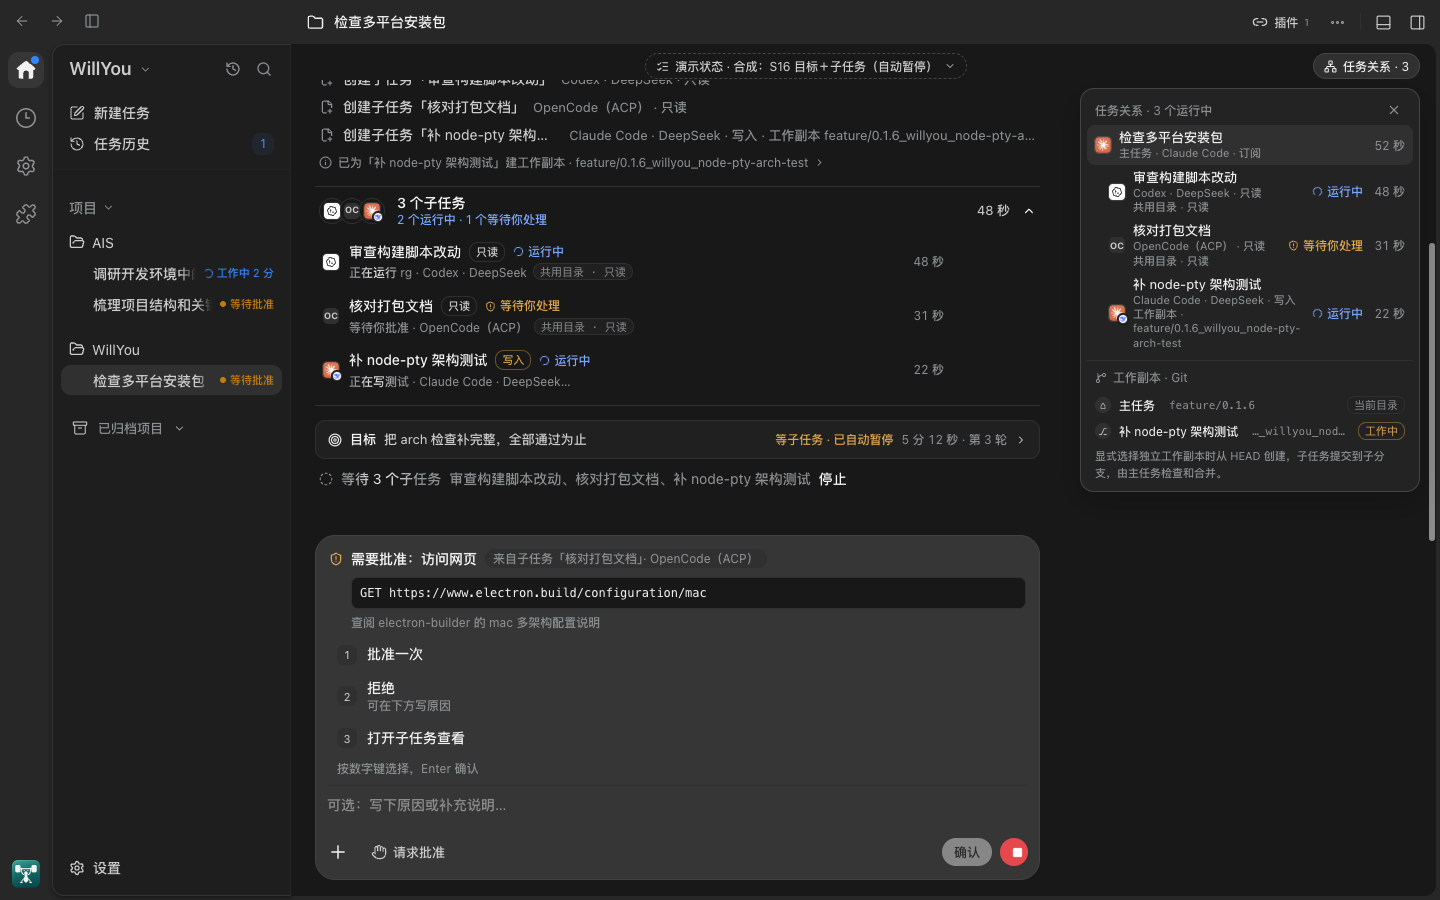 检查多平台安装包
插件 1
WillYou
新建任务
任务历史 1
项目
AIS
调研开发环境中 工作中 2 分
梳理项目结构和关 等待批准
WillYou
检查多平台安装包 等待批准
已归档项目
设置
演示状态 · 合成：S16 目标＋子任务（自动暂停）
创建子任务「审查构建脚本改动」 Codex · DeepSeek · 只读
创建子任务「核对打包文档」 OpenCode（ACP） · 只读
创建子任务「补 node-pty 架构... Claude Code · DeepSeek · 写入 · 工作副本 feature/0.1.6_willyou_node-pty-a...
已为「补 node-pty 架构测试」建工作副本 · feature/0.1.6_willyou_node-pty-arch-test
OC 3 个子任务 48 秒
2 个运行中 · 1 个等待你处理
审查构建脚本改动 只读 运行中 48 秒
正在运行 rg · Codex · DeepSeek 共用目录 · 只读
OC 核对打包文档 只读 等待你处理 31 秒
等待你批准 · OpenCode（ACP） 共用目录 · 只读
补 node-pty 架构测试 写入 运行中 22 秒
正在写测试 · Claude Code · DeepSeek...
目标 把 arch 检查补完整，全部通过为止 等子任务 · 已自动暂停 5 分 12 秒 · 第 3 轮
等待 3 个子任务 审查构建脚本改动、核对打包文档、补 node-pty 架构测试 停止
需要批准：访问网页 来自子任务「核对打包文档」· OpenCode（ACP）
GET https://www.electron.build/configuration/mac
查阅 electron-builder 的 mac 多架构配置说明
1 批准一次
2 拒绝
可在下方写原因
3 打开子任务查看
按数字键选择，Enter 确认
可选：写下原因或补充说明...
请求批准 确认
任务关系 · 3
任务关系 · 3 个运行中
检查多平台安装包 52 秒
主任务 · Claude Code · 订阅
审查构建脚本改动
Codex · DeepSeek · 只读 运行中 48 秒
共用目录 · 只读
核对打包文档
OC OpenCode（ACP） · 只读 等待你处理 31 秒
共用目录 · 只读
补 node-pty 架构测试
Claude Code · DeepSeek · 写入
工作副本 · 运行中 22 秒
feature/0.1.6_willyou_node-pty-
arch-test
工作副本 · Git
主任务 feature/0.1.6 当前目录
补 node-pty 架构测试 …_willyou_nod… 工作中
显式选择独立工作副本时从 HEAD 创建，子任务提交到子分
支，由主任务检查和合并。